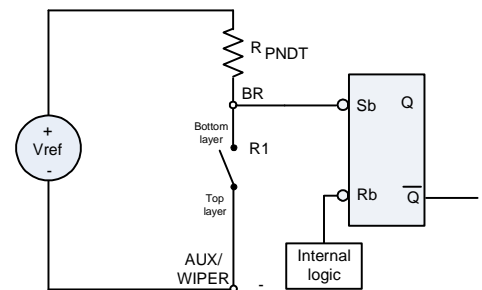 R PNDT
BR
Sb Q
+
Vref
-
Bottom
layer
R1
Top
layer
Rb Q
AUX/
WIPER
-
Internal
logic